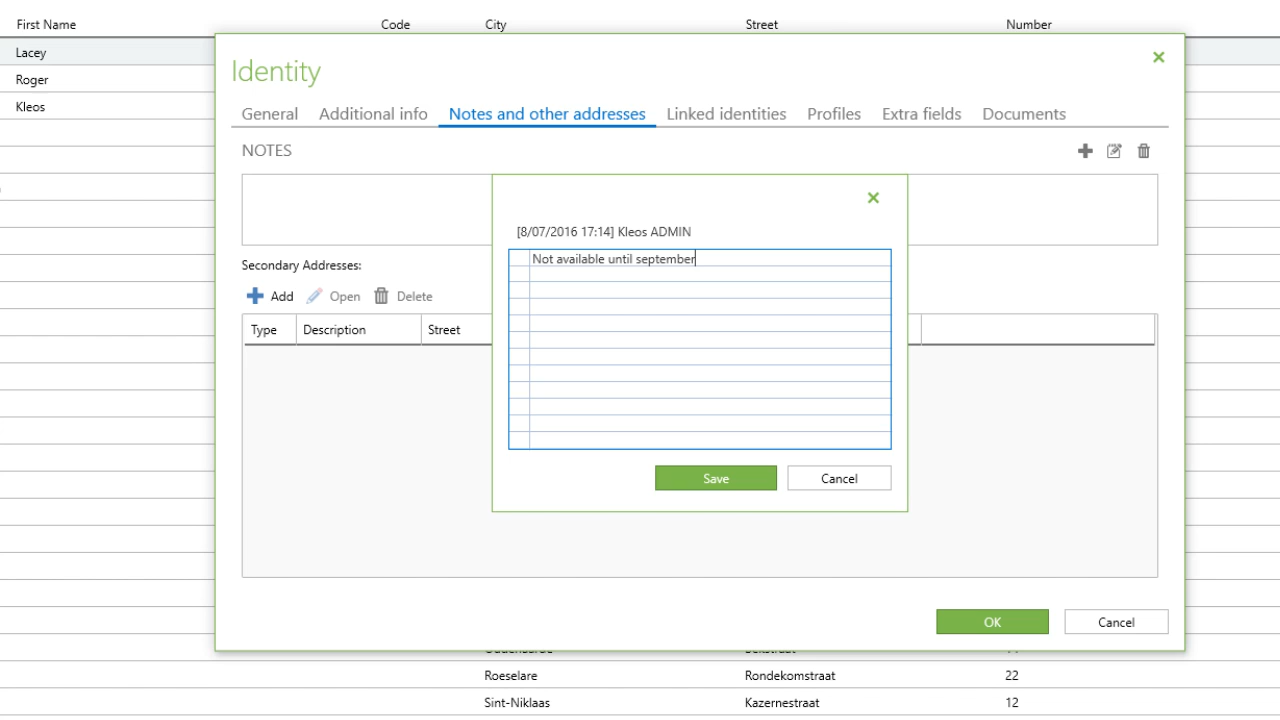 First Name Code City Street Number
Lacey
Roger
Kleos
Identity
General Additional info Notes and other addresses Linked identities Profiles Extra fields Documents
NOTES
[8/07/2016 17:14] Kleos ADMIN
Not available until september
Secondary Addresses:
Add Open Delete
Type Description Street
Save Cancel
OK Cancel
Roeselare Rondekomstraat 22
Sint-Niklaas Kazernestraat 12